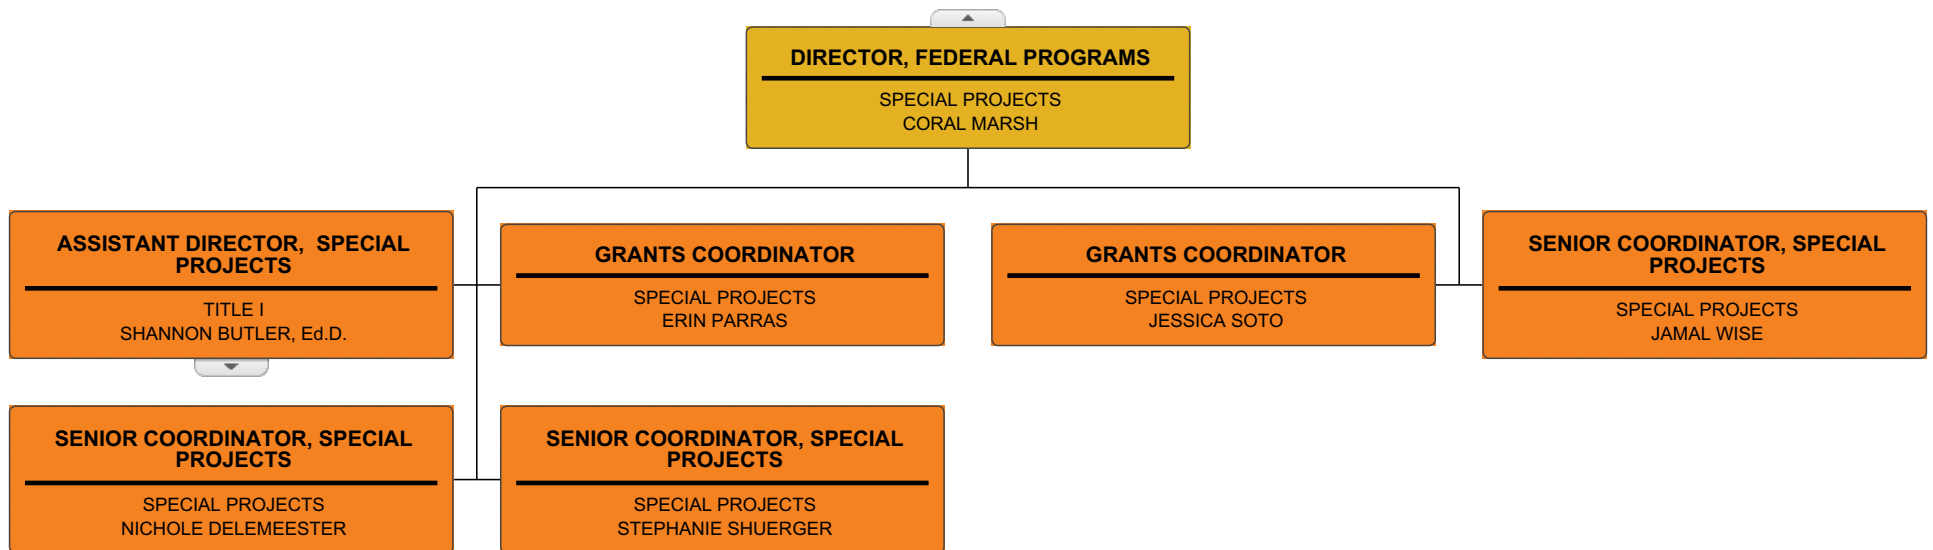 DIRECTOR, FEDERAL PROGRAMS
SPECIAL PROJECTS
CORAL MARSH
ASSISTANT DIRECTOR,  SPECIAL
PROJECTS
TITLE I
SHANNON BUTLER, Ed.D.
GRANTS COORDINATOR
SPECIAL PROJECTS
ERIN PARRAS
GRANTS COORDINATOR
SPECIAL PROJECTS
JESSICA SOTO
SENIOR COORDINATOR, SPECIAL
PROJECTS
SPECIAL PROJECTS
JAMAL WISE
SENIOR COORDINATOR, SPECIAL
PROJECTS
SPECIAL PROJECTS
NICHOLE DELEMEESTER
SENIOR COORDINATOR, SPECIAL
PROJECTS
SPECIAL PROJECTS
STEPHANIE SHUERGER